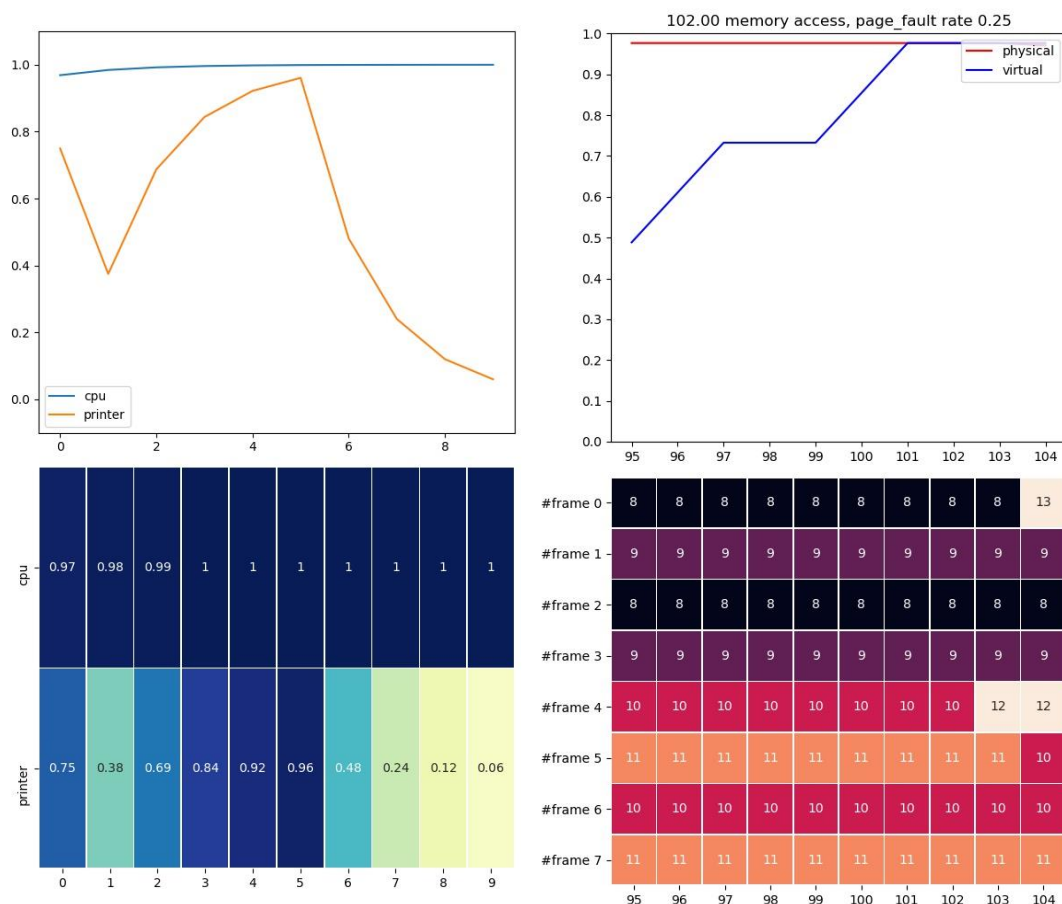 1.0
0.8
0.6
0.4
0.2
0.0
cpu
printer
0 2 4 6 8
102.00 memory access, page_fault rate 0.25
1.0
0.9
0.8
0.7
0.6
0.5
0.4
0.3
0.2
0.1
0.0
physical
virtual
95 96 97 98 99 100 101 102 103 104
cpu
0.97 0.98 0.99 1 1 1 1 1 1 1
printer
0.75 0.38 0.69 0.84 0.92 0.96 0.48 0.24 0.12 0.06
0 1 2 3 4 5 6 7 8 9
#frame 0 8 8 8 8 8 8 8 8 8 13
#frame 1 9 9 9 9 9 9 9 9 9 9
#frame 2 8 8 8 8 8 8 8 8 8 8
#frame 3 9 9 9 9 9 9 9 9 9 9
#frame 4 10 10 10 10 10 10 10 10 12 12
#frame 5 11 11 11 11 11 11 11 11 11 10
#frame 6 10 10 10 10 10 10 10 10 10 10
#frame 7 11 11 11 11 11 11 11 11 11 11
95 96 97 98 99 100 101 102 103 104